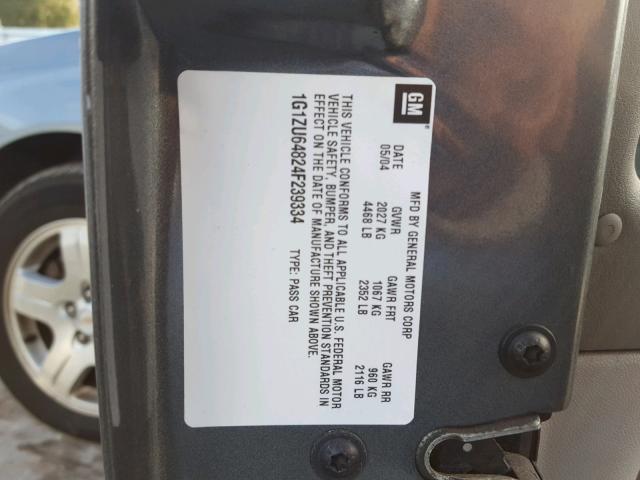 GM
MFD BY GENERAL MOTORS CORP
DATE GVWR GAWR FRT GAWR RR
05/04 2027 KG 1067 KG 960 KG
4468 LB 2352 LB 2116 LB
THIS VEHICLE CONFORMS TO ALL APPLICABLE U.S. FEDERAL MOTOR
VEHICLE SAFETY, BUMPER, AND THEFT PREVENTION STANDARDS IN
EFFECT ON THE DATE OF MANUFACTURE SHOWN ABOVE.
1G1ZU64824F239334 TYPE: PASS CAR